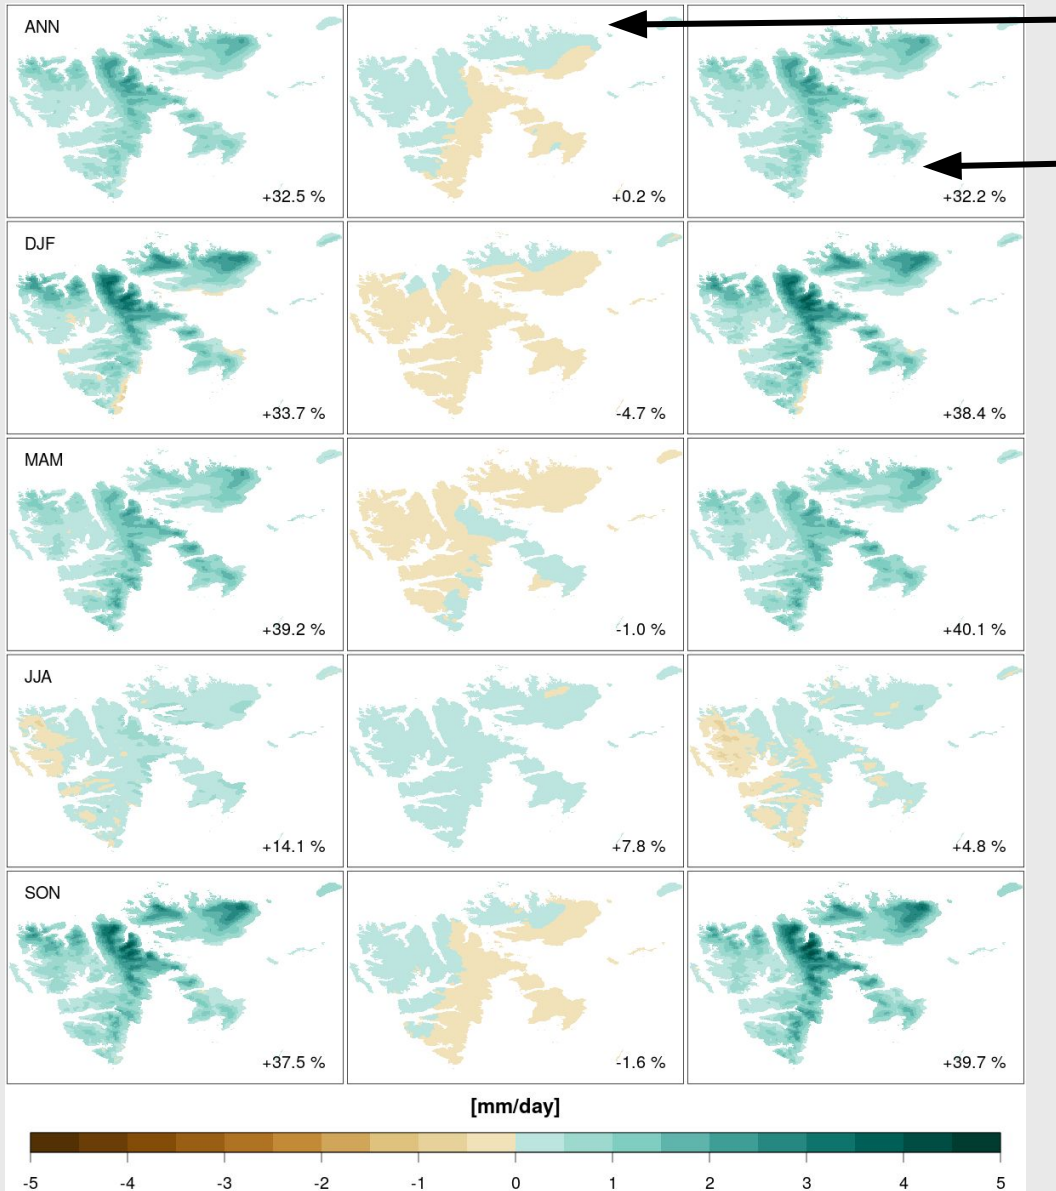 ANN
+32.5 %
+0.2 %
+32.2 %
DJF
+33.7 %
-4.7 %
+38.4 %
MAM
+39.2 %
-1.0 %
+40.1 %
JJA
+14.1 %
+7.8 %
+4.8 %
SON
+37.5 %
-1.6 %
+39.7 %
[mm/day]
-5 -4 -3 -2 -1 0 1 2 3 4 5